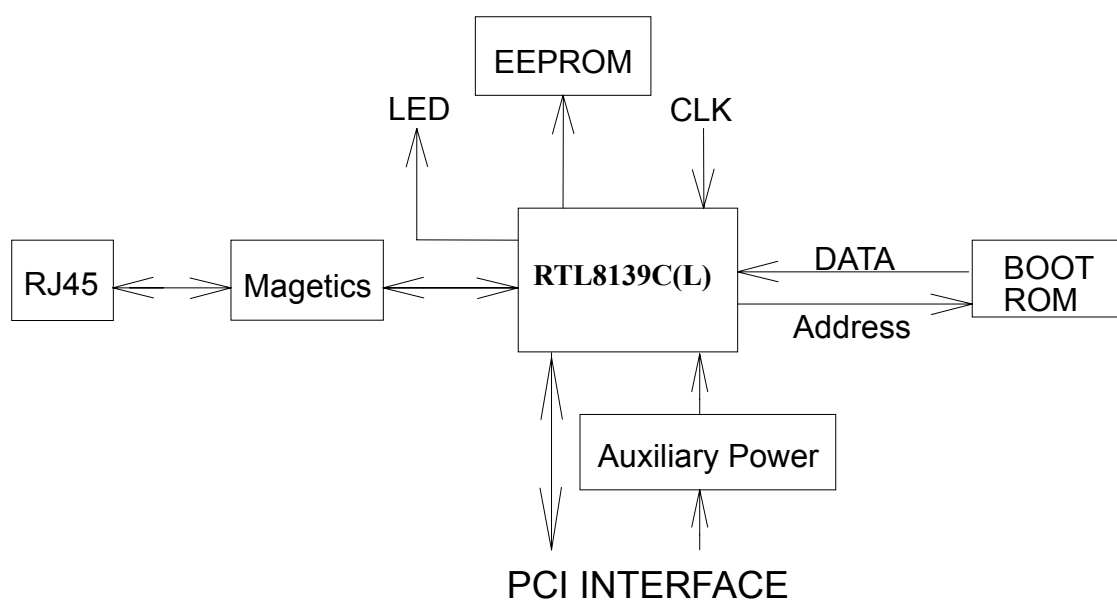 EEPROM
LED
CLK
RJ45
Magetics
RTL8139C(L)
DATA
Address
BOOT
ROM
Auxiliary Power
PCI INTERFACE